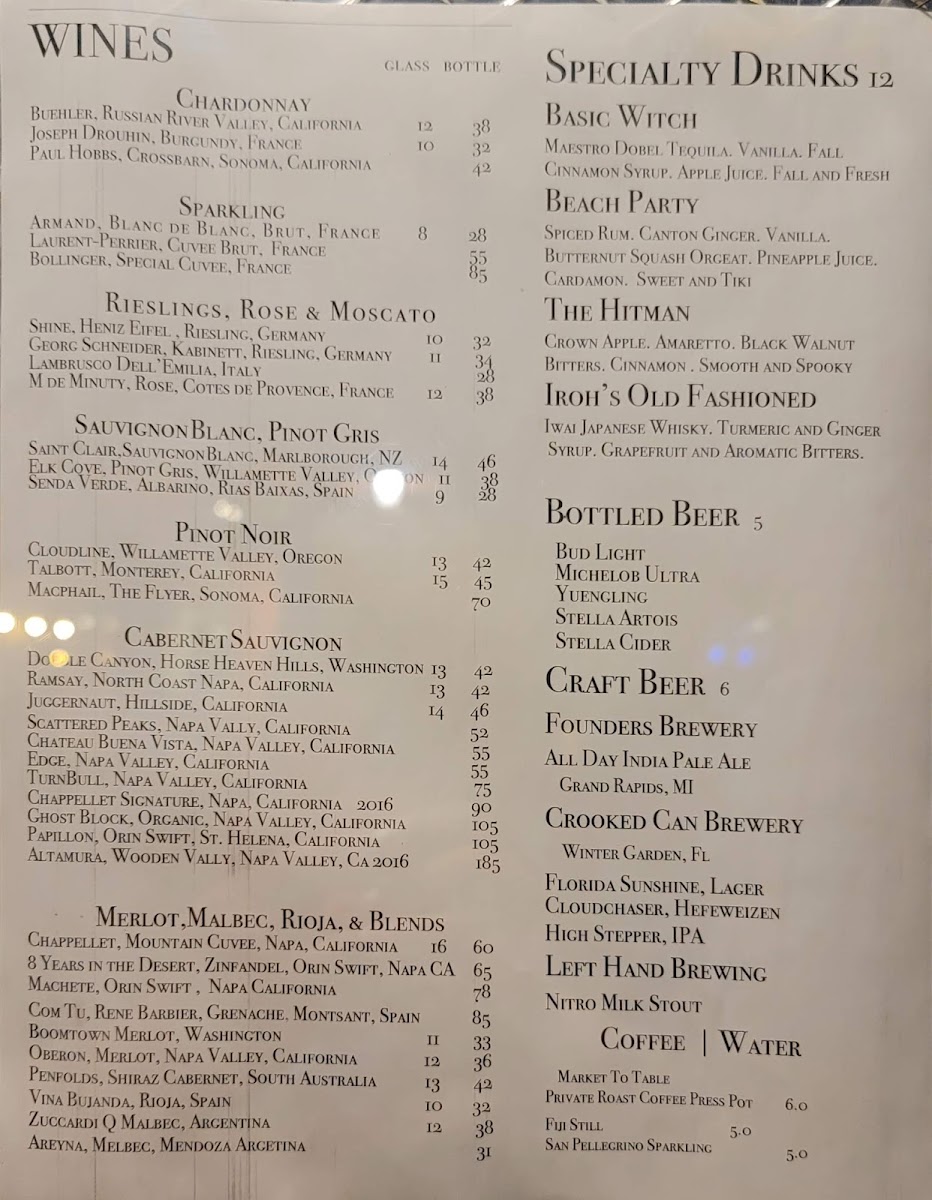 WINES
GLASS BOTTLE
CHARDONNAY
BUEHLER, RUSSIAN RIVER VALLEY, CALIFORNIA 12 38
JOSEPH DROUHIN, BURGUNDY, FRANCE 10 32
PAUL HOBBS, CROSSBARN, SONOMA, CALIFORNIA 42
SPARKLING
ARMAND, BLANC DE BLANC, BRUT, FRANCE 8 28
LAURENT-PERRIER, CUVEE BRUT, FRANCE 55
BOLLINGER, SPECIAL CUVEE, FRANCE 85
RIESLINGS, ROSE & MOSCATO
SHINE, HENIZ EIFEL , RIESLING, GERMANY 10 32
GEORG SCHNEIDER, KABINETT, RIESLING, GERMANY 11 34
LAMBRUSCO DELL'EMILIA, ITALY 28
M DE MINUTY, ROSE, COTES DE PROVENCE, FRANCE 12 38
SAUVIGNON BLANC, PINOT GRIS
SAINT CLAIR,SAUVIGNON BLANC, MARLBOROUGH, NZ 14 46
ELK COVE, PINOT GRIS, WILLAMETTE VALLEY, 11 38
SENDA VERDE, ALBARINO, RIAS BAIXAS, SPAIN 9 28
PINOT NOIR
CLOUDLINE, WILLAMETTE VALLEY, OREGON 13 42
TALBOTT, MONTEREY, CALIFORNIA 15 45
MACPHAIL, THE FLYER, SONOMA, CALIFORNIA 70
CABERNET SAUVIGNON
CANYON, HORSE HEAVEN HILLS, WASHINGTON 13 42
RAMSAY, NORTH COAST NAPA, CALIFORNIA 13 42
JUGGERNAUT, HILLSIDE, CALIFORNIA 14 46
SCATTERED PEAKS, NAPA VALLY, CALIFORNIA 52
CHATEAU BUENA VISTA, NAPA VALLEY, CALIFORNIA 55
EDGE, NAPA VALLEY, CALIFORNIA 55
TURNBULL, NAPA VALLEY, CALIFORNIA 75
CHAPPELLET SIGNATURE, NAPA, CALIFORNIA 2016 90
GHOST BLOCK, ORGANIC, NAPA VALLEY, CALIFORNIA 105
PAPILLON, ORIN SWIFT, ST. HELENA, CALIFORNIA 105
ALTAMURA, WOODEN VALLY, NAPA VALLEY, CA 2016 185
MERLOT,MALBEC, RIOJA, & BLENDS
CHAPPELLET, MOUNTAIN CUVEE, NAPA, CALIFORNIA 16 60
8 YEARS IN THE DESERT, ZINFANDEL, ORIN SWIFT, NAPA CA 65
MACHETE, ORIN SWIFT , NAPA CALIFORNIA 78
COM TU, RENE BARBIER, GRENACHE, MONTSANT, SPAIN 85
BOOMTOWN MERLOT, WASHINGTON 11 33
OBERON, MERLOT, NAPA VALLEY, CALIFORNIA 12 36
PENFOLDS, SHIRAZ CABERNET, SOUTH AUSTRALIA 13 42
VINA BUJANDA, RIOJA, SPAIN 10 32
ZUCCARDI Q MALBEC, ARGENTINA 12 38
AREYNA, MELBEC, MENDOZA ARGETINA 31
SPECIALTY DRINKS 12
BASIC WITCH
MAESTRO DOBEL TEQUILA. VANILLA. FALL
CINNAMON SYRUP. APPLE JUICE. FALL AND FRESH
BEACH PARTY
SPICED RUM. CANTON GINGER. VANILLA.
BUTTERNUT SQUASH ORGEAT. PINEAPPLE JUICE.
CARDAMON. SWEET AND TIKI
THE HITMAN
CROWN APPLE. AMARETTO. BLACK WALNUT
BITTERS. CINNAMON . SMOOTH AND SPOOKY
IROH'S OLD FASHIONED
IWAI JAPANESE WHISKY. TURMERIC AND GINGER
SYRUP. GRAPEFRUIT AND AROMATIC BITTERS.
BOTTLED BEER 5
BUD LIGHT
MICHELOB ULTRA
YUENGLING
STELLA ARTOIS
STELLA CIDER
CRAFT BEER 6
FOUNDERS BREWERY
ALL DAY INDIA PALE ALE
GRAND RAPIDS, MI
CROOKED CAN BREWERY
WINTER GARDEN, FL
FLORIDA SUNSHINE, LAGER
CLOUDCHASER, HEFEWEIZEN
HIGH STEPPER, IPA
LEFT HAND BREWING
NITRO MILK STOUT
COFFEE | WATER
MARKET TO TABLE
PRIVATE ROAST COFFEE PRESS POT 6.0
FIJI STILL 5.0
SAN PELLEGRINO SPARKLING 5.0